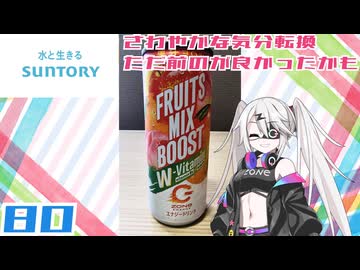 さわやかな気分転換
ただ前のが良かったかも
水と生きる
SUNTORY
FRUITS
MIX
BOOST
W-Vitamin
ZONE
エナジードリンク
ZONE
80